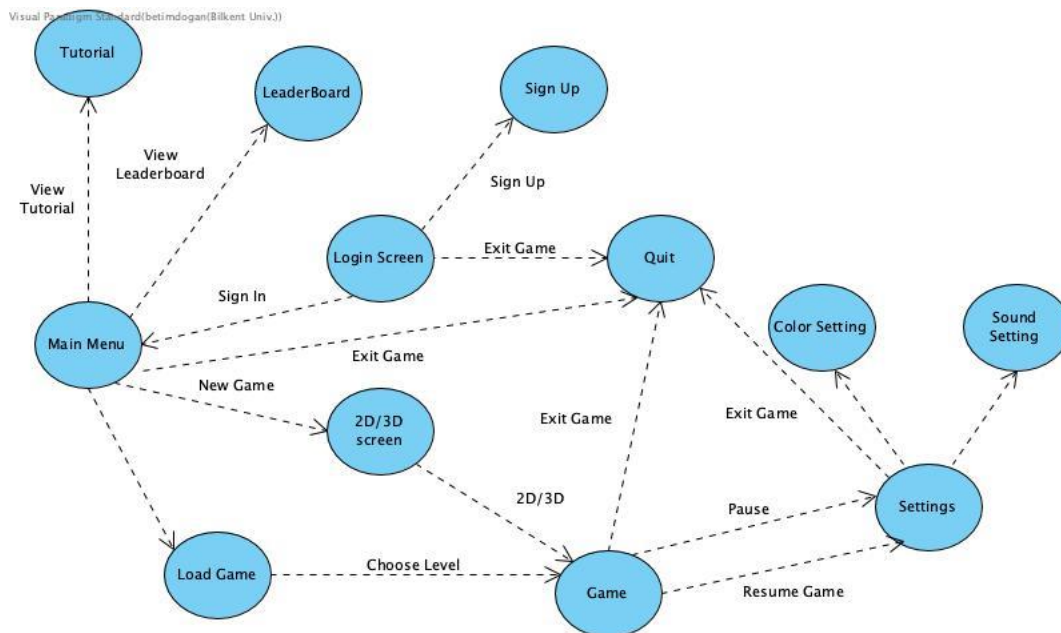 Visual Paradigm Standard(betimdogan(Bilkent Univ.))
Tutorial
LeaderBoard
Sign Up
View
Leaderboard
View
Tutorial
Sign Up
Login Screen
Exit Game
Quit
Sign In
Color Setting
Sound
Setting
Main Menu
Exit Game
New Game
2D/3D
screen
Exit Game
Exit Game
2D/3D
Pause
Settings
Load Game
Choose Level
Game
Resume Game